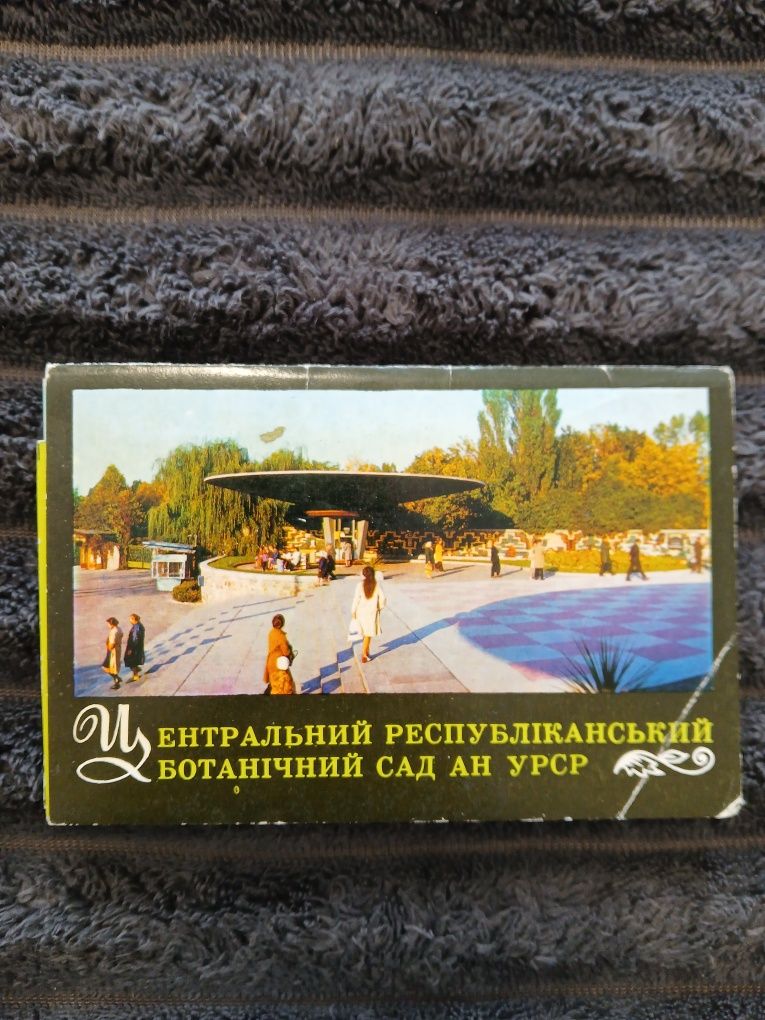 ЦЕНТРАЛЬНИЙ РЕСПУБЛІКАНСЬКИЙ
БОТАНІЧНИЙ САД АН УРСР